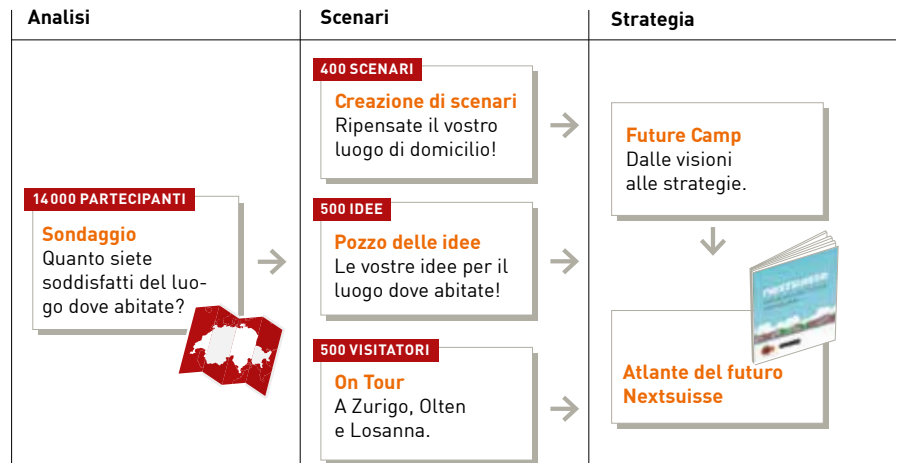 Analisi
Scenari
Strategia
14000 PARTECIPANTI
Sondaggio
Quanto siete
soddisfatti del luo-
go dove abitate?
400 SCENARI
Creazione di scenari
Ripensate il vostro
luogo di domicilio!
500 IDEE
Pozzo delle idee
Le vostre idee per il
luogo dove abitate!
500 VISITATORI
On Tour
A Zurigo, Olten
e Losanna.
Future Camp
Dalle visioni
alle strategie.
nextsuisse
Atlante del futuro
Nextsuisse